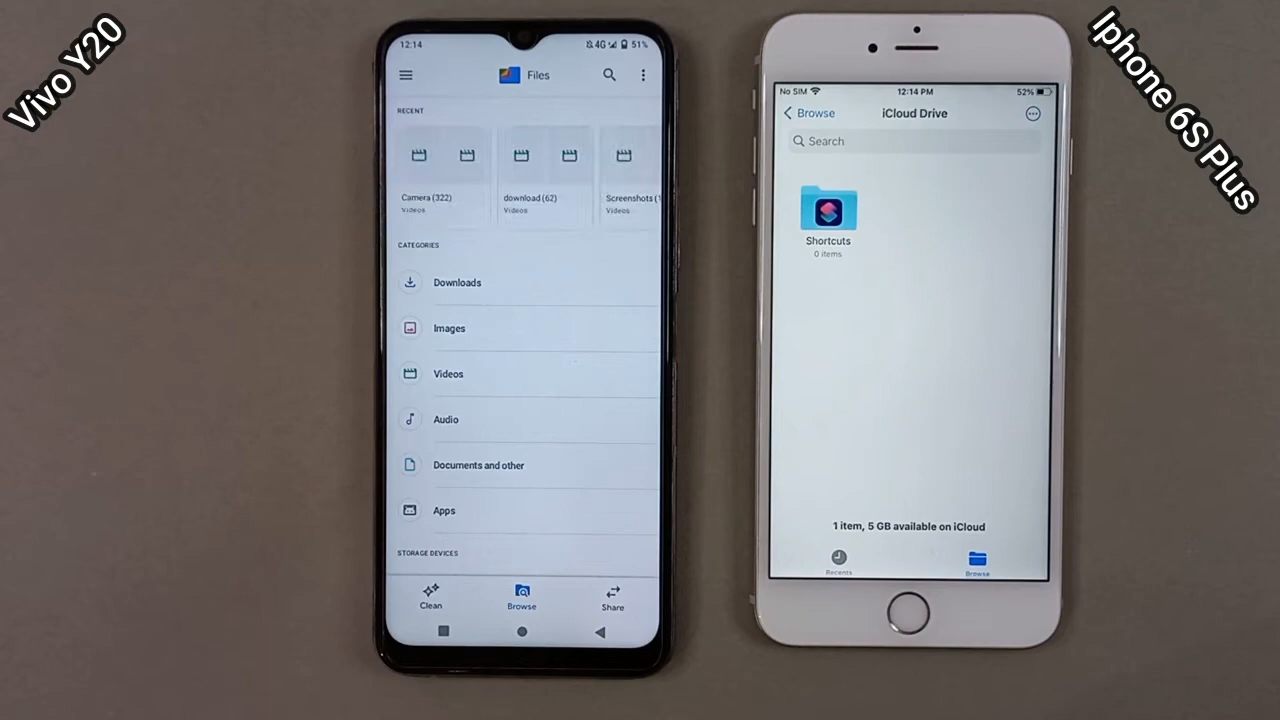 Vivo Y20
Iphone 6S Plus
12:14
4G 51%
Files
RECENT
Camera (322)
Videos
download (62)
Videos
Screenshots (1
Videos
CATEGORIES
Downloads
Images
Videos
Audio
Documents and other
Apps
STORAGE DEVICES
Clean
Browse
Share
No SIM 12:14 PM 52%
Browse iCloud Drive
Search
Shortcuts
0 items
1 item, 5 GB available on iCloud
Recents
Browse